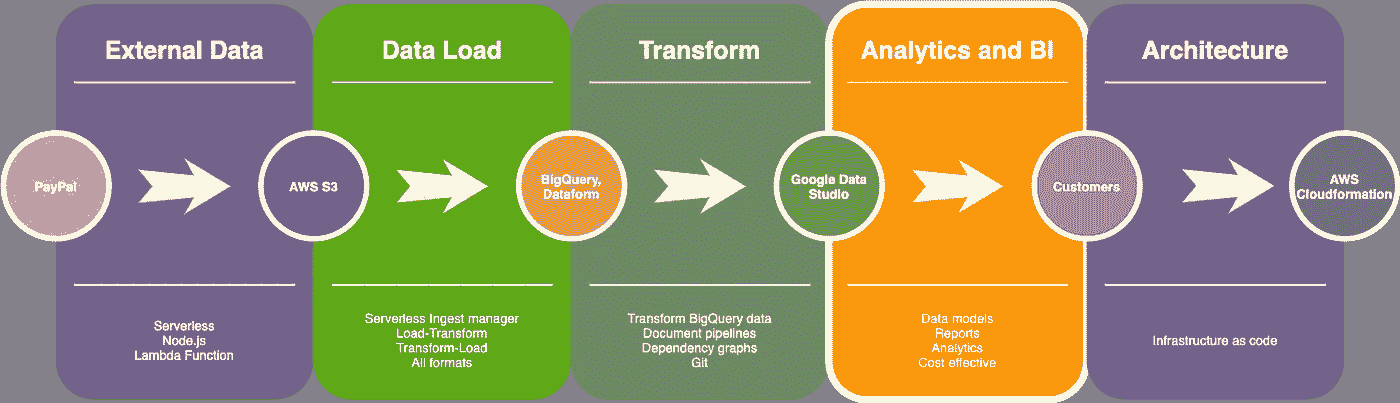 External Data
Data Load
Transform
Analytics and BI
Architecture
PayPal
AWS S3
BigQuery,
Dataform
Google Data
Studio
Customers
AWS
Cloudformation
Serverless
Node.js
Lambda Function
Serverless Ingest manager
Load-Transform
Transform-Load
All formats
Transform BigQuery data
Document pipelines
Dependency graphs
Git
Data models
Reports
Analytics
Cost effective
Infrastructure as code